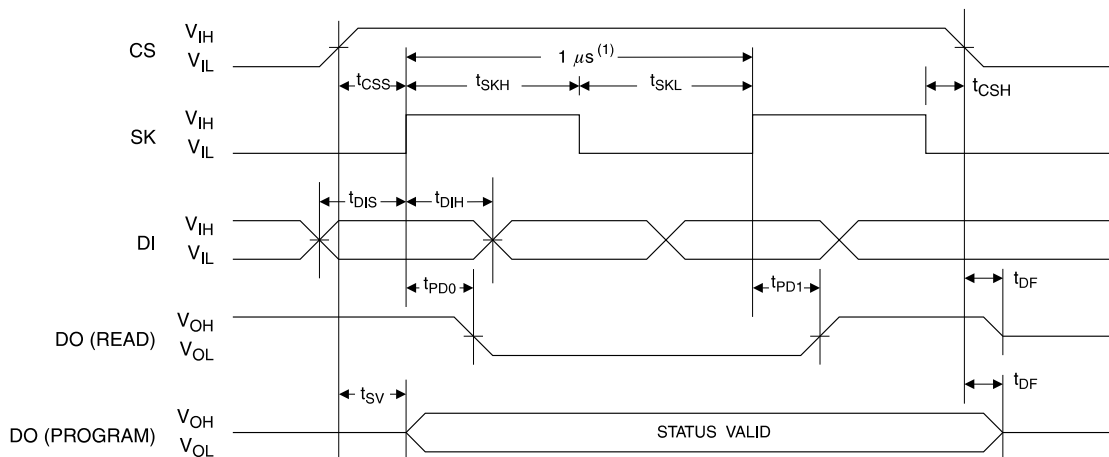 CS V_IH
V_IL
1 μs(1)
t_CSS t_SKH t_SKL t_CSH
SK V_IH
V_IL
t_DIS t_DIH
DI V_IH
V_IL
t_PD0 t_PD1 t_DF
DO (READ) V_OH
V_OL
t_SV t_DF
DO (PROGRAM) V_OH
V_OL
STATUS VALID